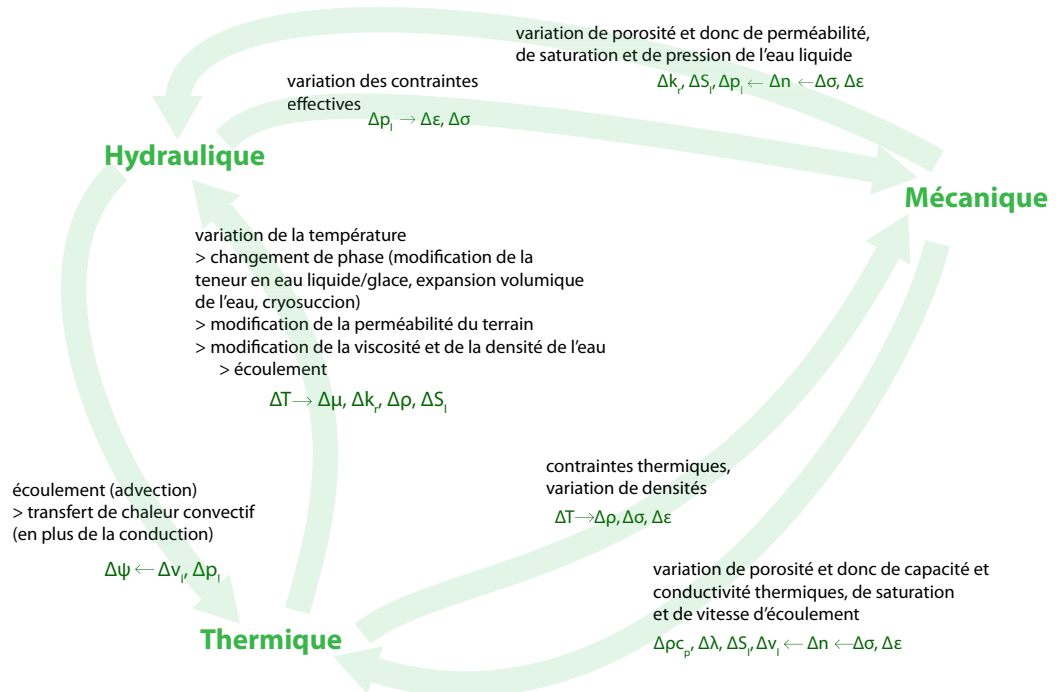 variation de porosité et donc de perméabilité,
de saturation et de pression de l'eau liquide
Δkᵣ, ΔSₗ, Δpₗ ← Δn ←Δσ, Δε
variation des contraintes
effectives
Δpₗ → Δε, Δσ
Hydraulique
Mécanique
variation de la température
> changement de phase (modification de la
teneur en eau liquide/glace, expansion volumique
de l'eau, cryosuccion)
> modification de la perméabilité du terrain
> modification de la viscosité et de la densité de l'eau
> écoulement
ΔT→ Δμ, Δkᵣ, Δρ, ΔSₗ
contraintes thermiques,
variation de densités
ΔT→Δρ, Δσ, Δε
écoulement (advection)
> transfert de chaleur convectif
(en plus de la conduction)
Δψ ← Δvₗ, Δpₗ
variation de porosité et donc de capacité et
conductivité thermiques, de saturation
et de vitesse d'écoulement
Δρcₚ, Δλ, ΔSₗ, Δvₗ ← Δn ←Δσ, Δε
Thermique